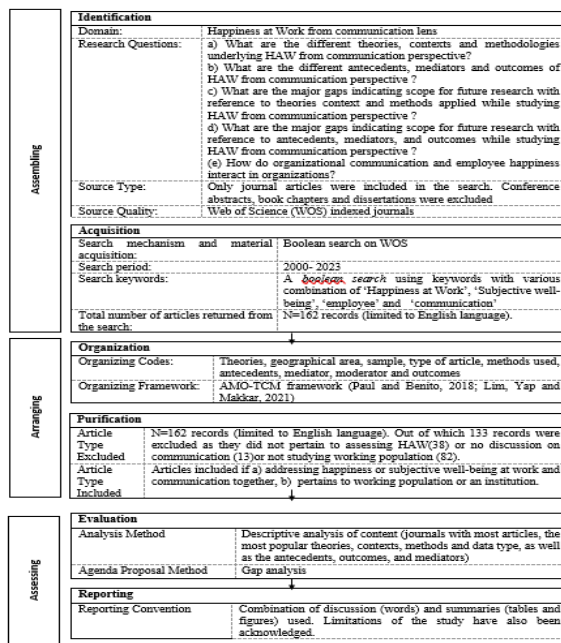 Assembling
Identification
Domain: Happiness at Work from communication lens
Research Questions: a) What are the different theories, contexts and methodologies
underlying HAW from communication perspective?
b) What are the different antecedents, mediators and outcomes of
HAW from communication perspective ?
c) What are the major gaps indicating scope for future research with
reference to theories context and methods applied while studying
HAW from communication perspective ?
d) What are the major gaps indicating scope for future research with
reference to antecedents, mediators, and outcomes while studying
HAW from communication perspective ?
(e) How do organizational communication and employee happiness
interact in organizations?
Source Type: Only journal articles were included in the search. Conference
abstracts, book chapters and dissertations were excluded
Source Quality: Web of Science (WOS) indexed journals
Acquisition
Search mechanism and material Boolean search on WOS
acquisition:
Search period: 2000- 2023
Search keywords: A boolean search using keywords with various
combination of 'Happiness at Work', 'Subjective well-
being', 'employee' and 'communication'
Total number of articles returned from N=162 records (limited to English language).
the search:
Arranging
Organization
Organizing Codes: Theories, geographical area, sample, type of article, methods used,
antecedents, mediator, moderator and outcomes
Organizing Framework: AMO-TCM framework (Paul and Benito, 2018; Lim, Yap and
Makkar, 2021)
Purification
Article N=162 records (limited to English language). Out of which 133 records were
Type excluded as they did not pertain to assessing HAW(38) or no discussion on
Excluded communication (13)or not studying working population (82).
Article Articles included if a) addressing happiness or subjective well-being at work and
Type communication together, b) pertains to working population or an institution.
Included
Assessing
Evaluation
Analysis Method Descriptive analysis of content (journals with most articles, the
most popular theories, contexts, methods and data type, as well
as the antecedents, outcomes, and mediators)
Agenda Proposal Method Gap analysis
Reporting
Reporting Convention Combination of discussion (words) and summaries (tables and
figures) used. Limitations of the study have also been
acknowledged.